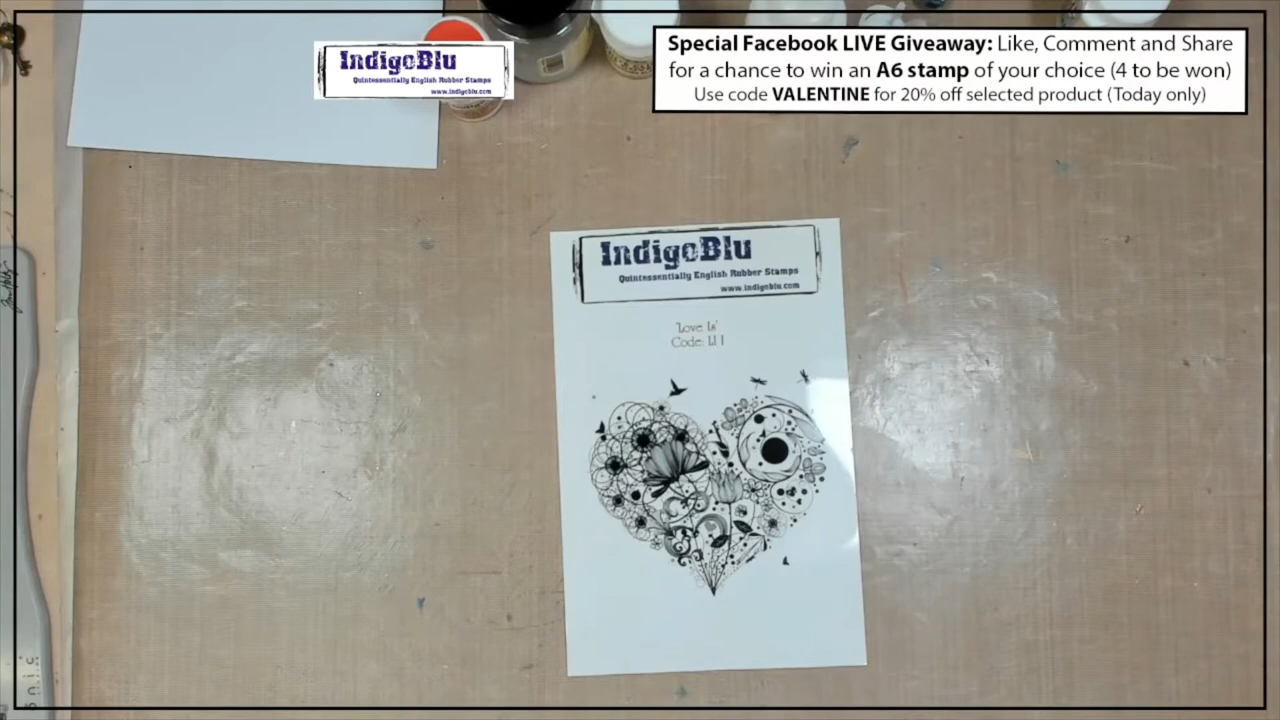 IndigoBlu
Quintessentially English Rubber Stamps
www.indigoblu.com
Special Facebook LIVE Giveaway: Like, Comment and Share
for a chance to win an A6 stamp of your choice (4 to be won)
Use code VALENTINE for 20% off selected product (Today only)
IndigoBlu
Quintessentially English Rubber Stamps
www.indigoblu.com
'Love Is'